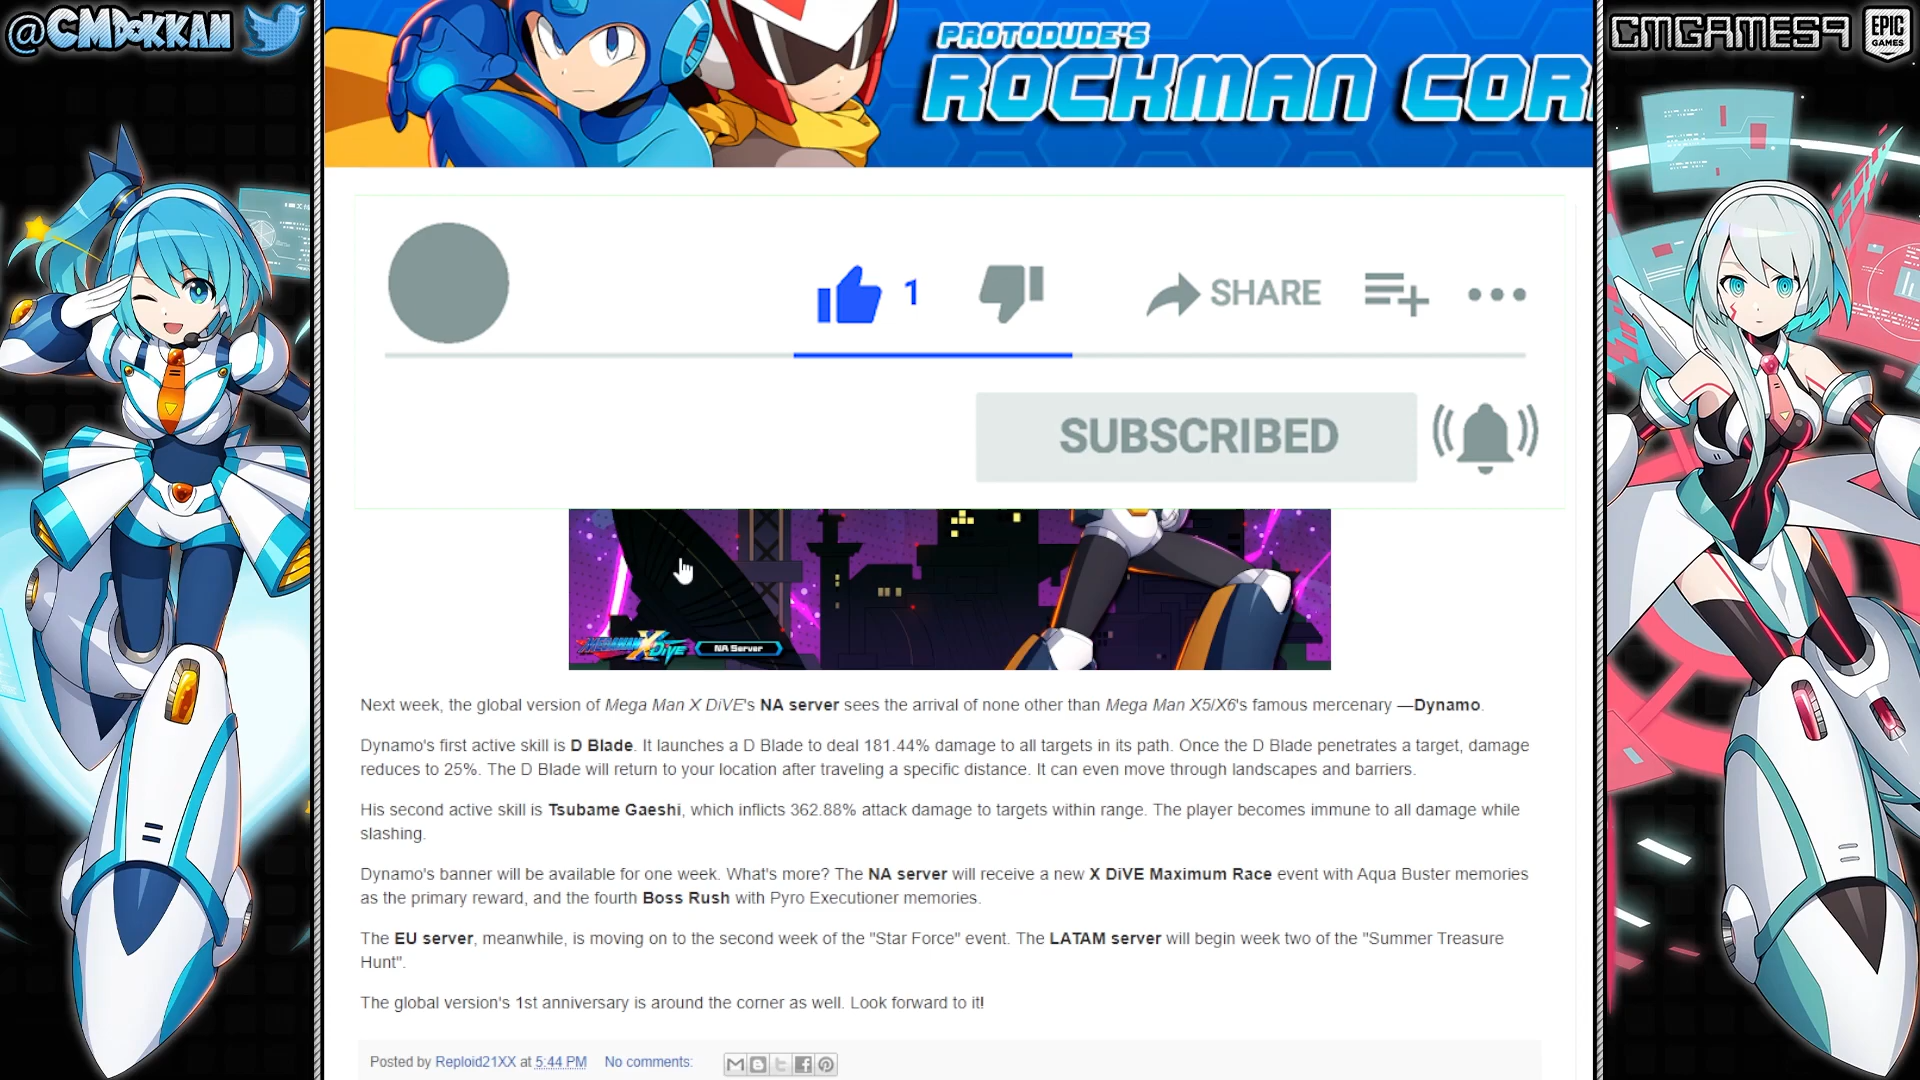 @CMDOKKAN
PROTODUDE'S
ROCKMAN COR
CMGAMES9
EPIC
GAMES
1
SHARE
SUBSCRIBED
MEGAMAN X DiVE
NA Server
Next week, the global version of Mega Man X DiVE's NA server sees the arrival of none other than Mega Man X5/X6's famous mercenary —Dynamo.
Dynamo's first active skill is D Blade. It launches a D Blade to deal 181.44% damage to all targets in its path. Once the D Blade penetrates a target, damage
reduces to 25%. The D Blade will return to your location after traveling a specific distance. It can even move through landscapes and barriers.
His second active skill is Tsubame Gaeshi, which inflicts 362.88% attack damage to targets within range. The player becomes immune to all damage while
slashing.
Dynamo's banner will be available for one week. What's more? The NA server will receive a new X DiVE Maximum Race event with Aqua Buster memories
as the primary reward, and the fourth Boss Rush with Pyro Executioner memories.
The EU server, meanwhile, is moving on to the second week of the "Star Force" event. The LATAM server will begin week two of the "Summer Treasure
Hunt".
The global version's 1st anniversary is around the corner as well. Look forward to it!
Posted by Reploid21XX at 5:44 PM No comments: